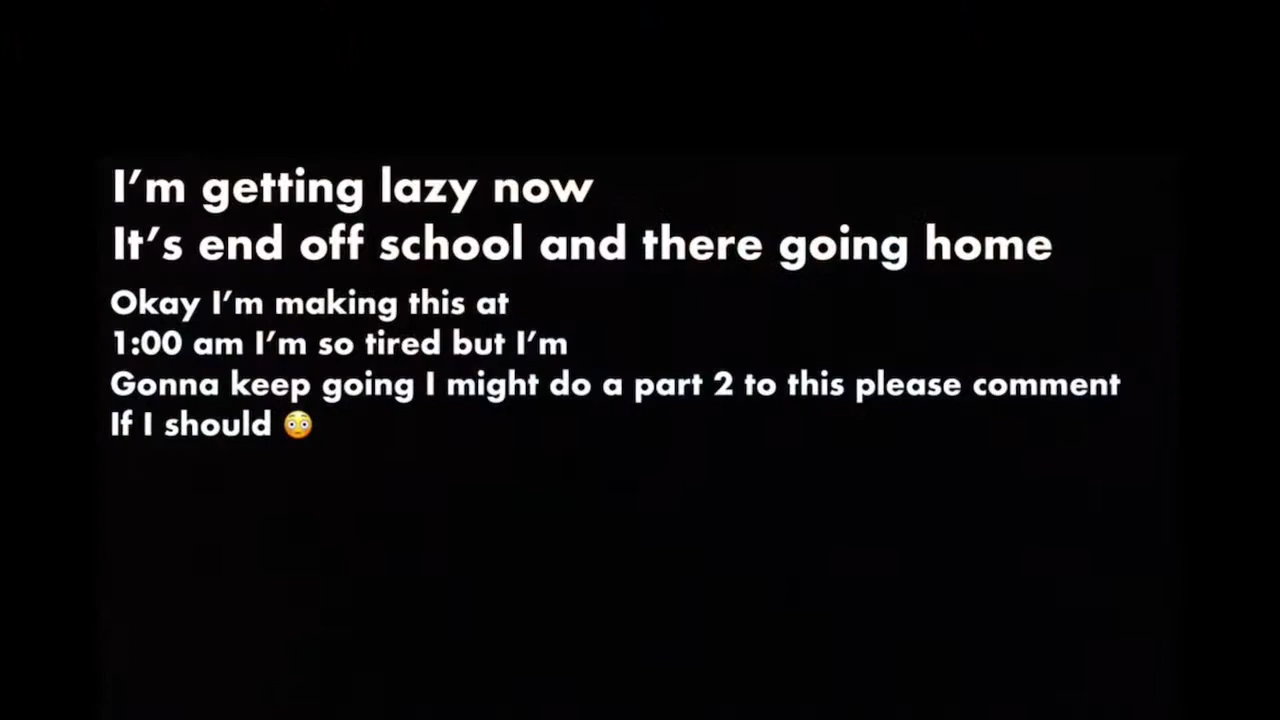 I'm getting lazy now
It's end off school and there going home
Okay I'm making this at
1:00 am I'm so tired but I'm
Gonna keep going I might do a part 2 to this please comment
If I should 😳